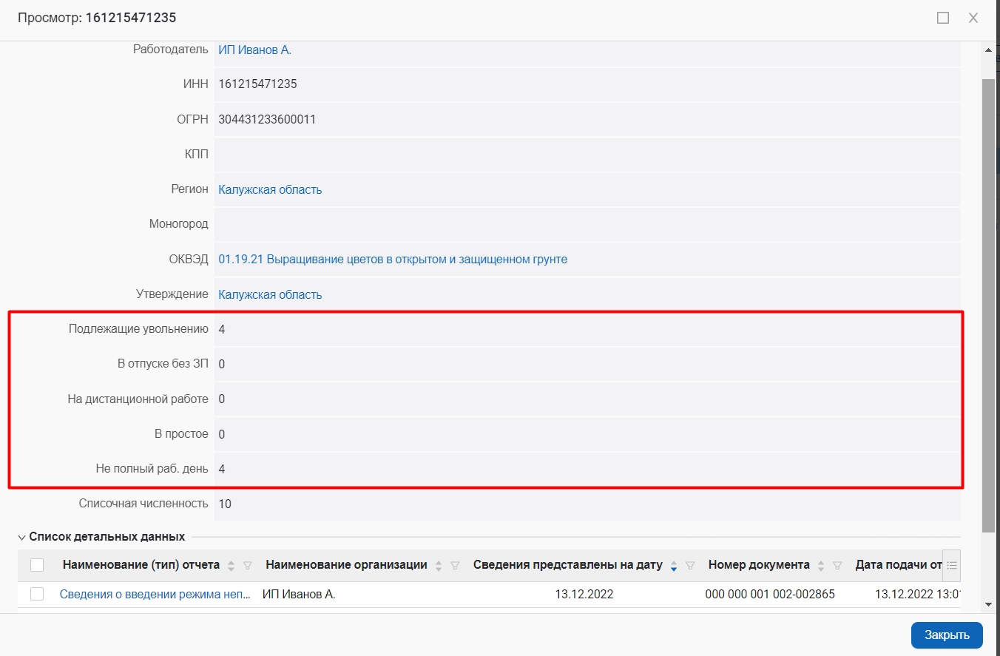 Просмотр: 161215471235
Работодатель ИП Иванов А.
ИНН 161215471235
ОГРН 304431233600011
КПП
Регион Калужская область
Моногород
ОКВЭД 01.19.21 Выращивание цветов в открытом и защищенном грунте
Утверждение Калужская область
Подлежащие увольнению 4
В отпуске без ЗП 0
На дистанционной работе 0
В простое 0
Не полный раб. день 4
Списочная численность 10
Список детальных данных
Наименование (тип) отчета Наименование организации Сведения представлены на дату Номер документа Дата подачи от
Сведения о введении режима неп... ИП Иванов А. 13.12.2022 000 000 001 002-002865 13.12.2022 13:01
Закрыть